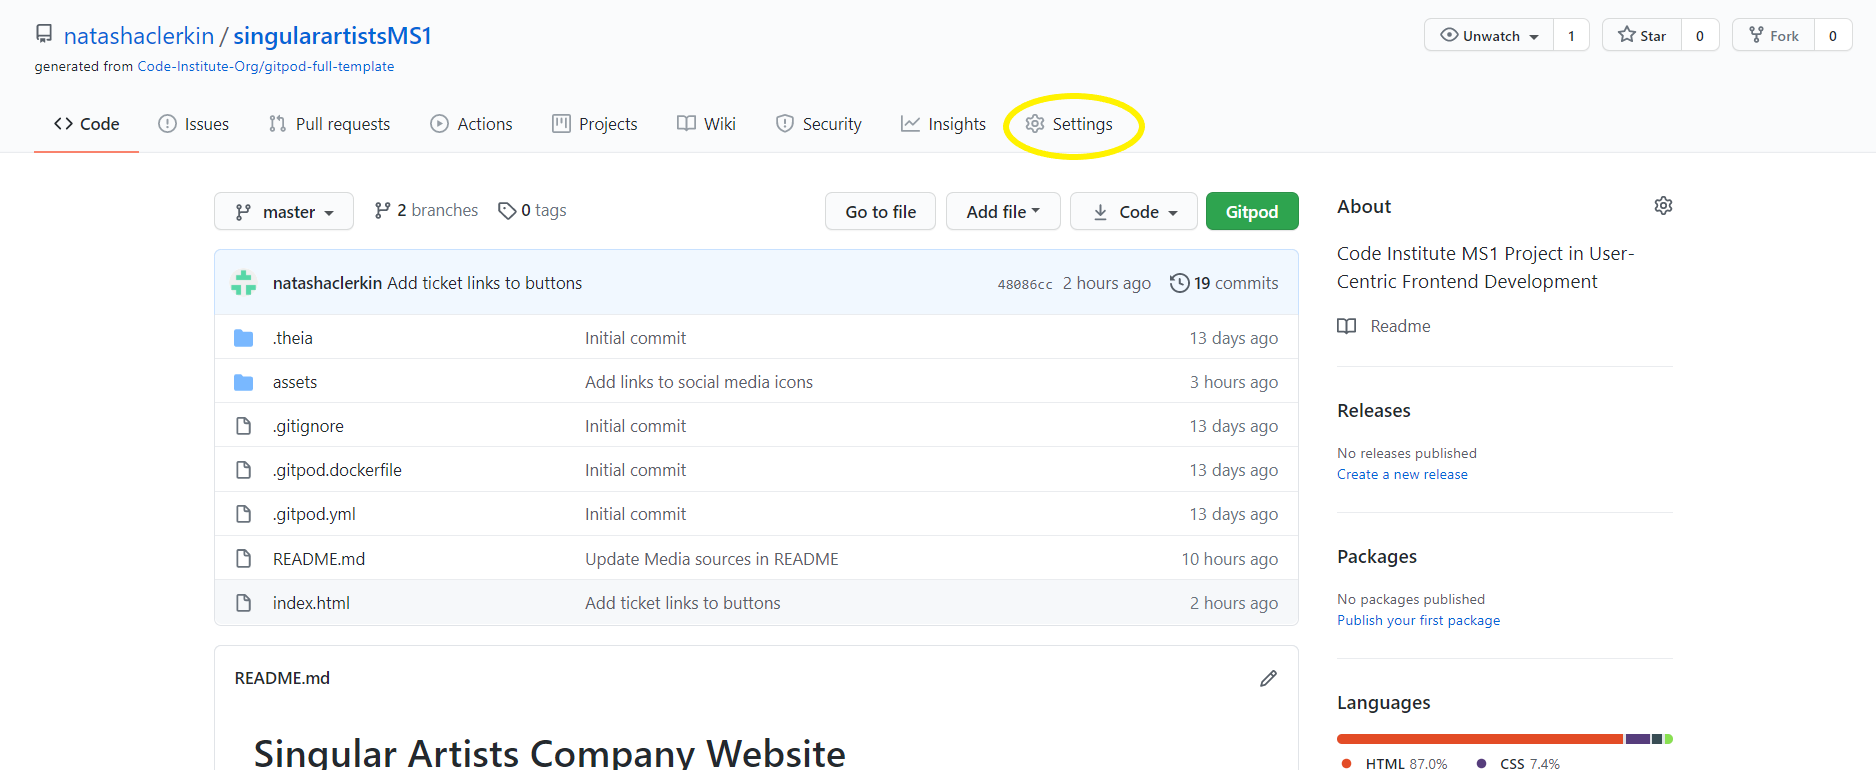 natashaclerkin / singularartistsMS1
Unwatch 1 Star 0 Fork 0
generated from Code-Institute-Org/gitpod-full-template
Code Issues Pull requests Actions Projects Wiki Security Insights Settings
master 2 branches 0 tags Go to file Add file Code Gitpod
natashaclerkin Add ticket links to buttons 48086cc 2 hours ago 19 commits
.theia Initial commit 13 days ago
assets Add links to social media icons 3 hours ago
.gitignore Initial commit 13 days ago
.gitpod.dockerfile Initial commit 13 days ago
.gitpod.yml Initial commit 13 days ago
README.md Update Media sources in README 10 hours ago
index.html Add ticket links to buttons 2 hours ago
README.md
Singular Artists Company Website
About
Code Institute MS1 Project in User-
Centric Frontend Development
Readme
Releases
No releases published
Create a new release
Packages
No packages published
Publish your first package
Languages
HTML 87.0% CSS 7.4%